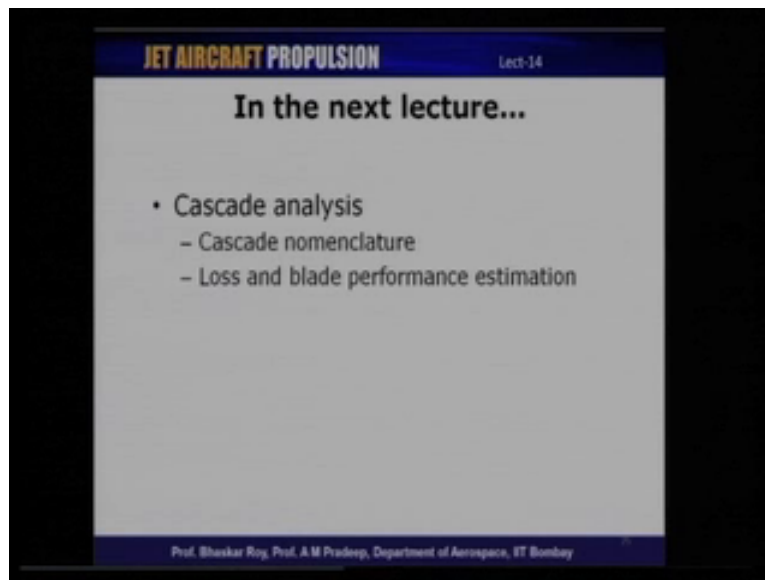 JET AIRCRAFT PROPULSION Lect-14
In the next lecture...
• Cascade analysis
– Cascade nomenclature
– Loss and blade performance estimation
Prof. Bhaskar Roy, Prof. A M Pradeep, Department of Aerospace, IIT Bombay